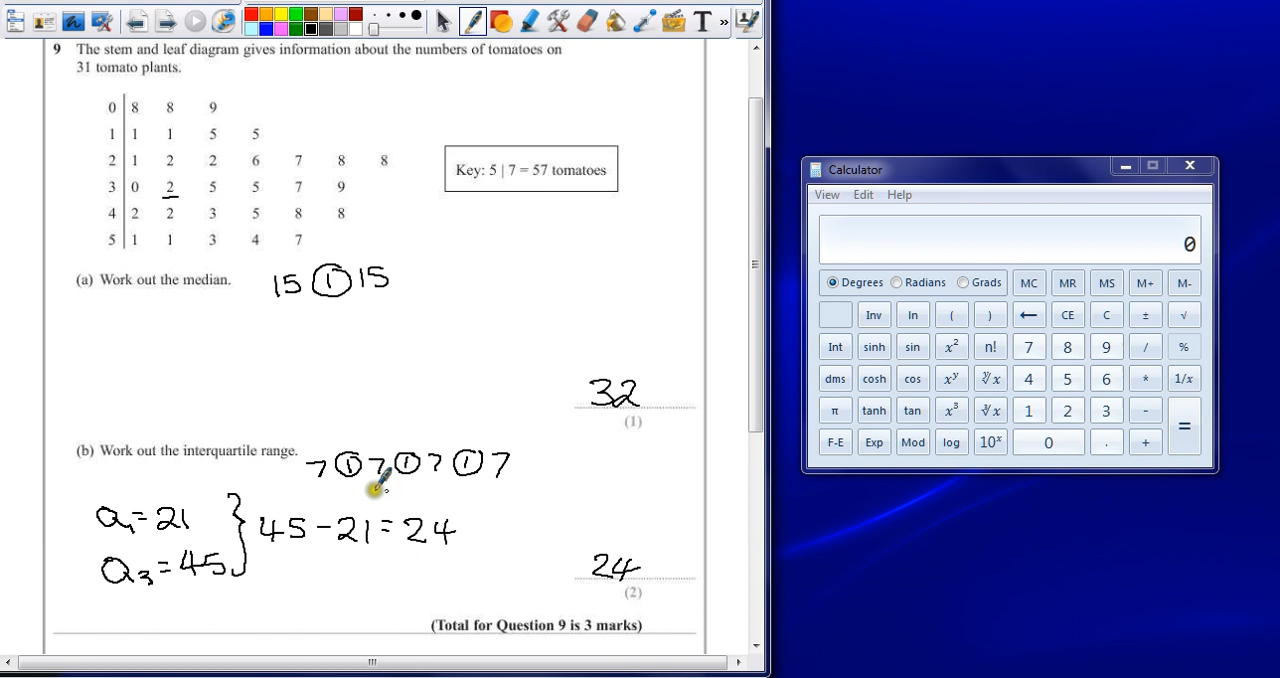 9 The stem and leaf diagram gives information about the numbers of tomatoes on
31 tomato plants.
0 8 8 9
1 1 1 5 5
2 1 2 2 6 7 8 8
Key: 5 | 7 = 57 tomatoes
3 0 2 5 5 7 9
4 2 2 3 5 8 8
5 1 1 3 4 7
(a) Work out the median. 15 1 15
32
(1)
(b) Work out the interquartile range. 7 1 7 1 7 1 7
Q1 = 21
45 - 21 = 24
Q3 = 45
24
(2)
(Total for Question 9 is 3 marks)
T »
Calculator
View Edit Help
0
Degrees Radians Grads MC MR MS M+ M-
Inv ln ( ) ← CE C ± √
Int sinh sin x² n! 7 8 9 / %
dms cosh cos xʸ ʸ√x 4 5 6 * 1/x
π tanh tan x³ ³√x 1 2 3 - =
F-E Exp Mod log 10ˣ 0 . +